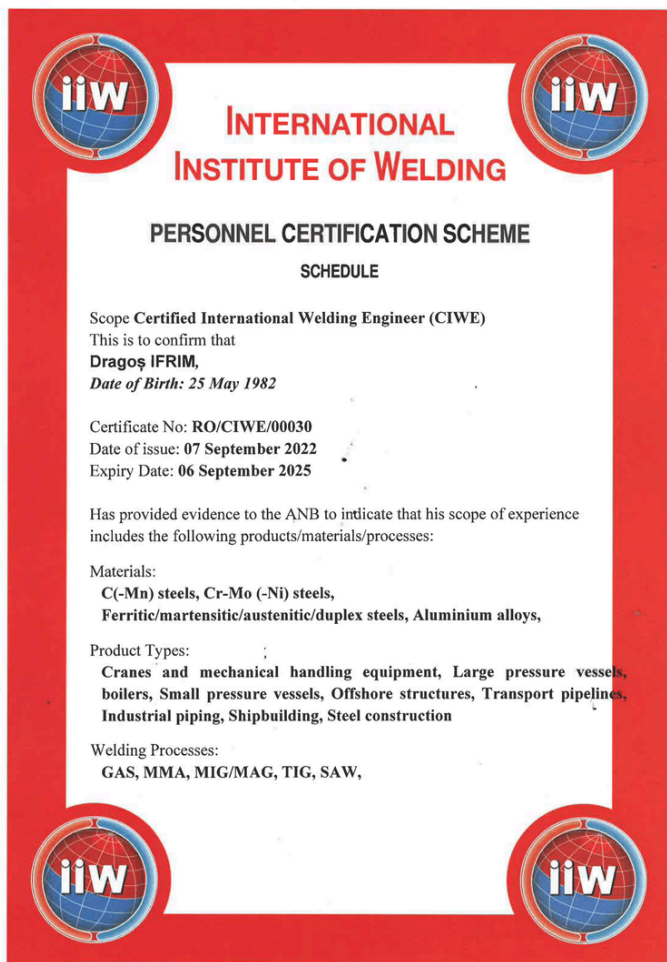 iiw
iiw
INTERNATIONAL
INSTITUTE OF WELDING
PERSONNEL CERTIFICATION SCHEME
SCHEDULE
Scope Certified International Welding Engineer (CIWE)
This is to confirm that
Dragoş IFRIM,
Date of Birth: 25 May 1982
Certificate No: RO/CIWE/00030
Date of issue: 07 September 2022
Expiry Date: 06 September 2025
Has provided evidence to the ANB to indicate that his scope of experience
includes the following products/materials/processes:
Materials:
C(-Mn) steels, Cr-Mo (-Ni) steels,
Ferritic/martensitic/austenitic/duplex steels, Aluminium alloys,
Product Types:
Cranes and mechanical handling equipment, Large pressure vessels,
boilers, Small pressure vessels, Offshore structures, Transport pipelines,
Industrial piping, Shipbuilding, Steel construction
Welding Processes:
GAS, MMA, MIG/MAG, TIG, SAW,
iiw
iiw